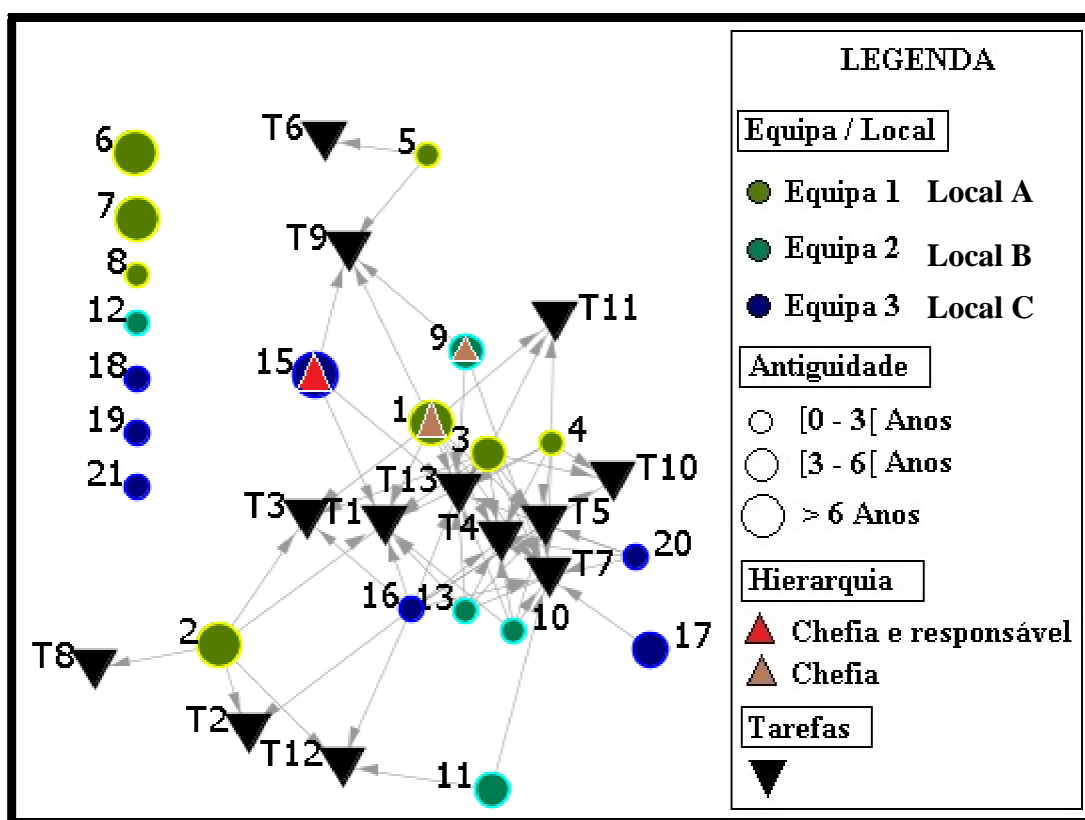 LEGENDA
Equipa / Local
Equipa 1 Local A
Equipa 2 Local B
Equipa 3 Local C
Antiguidade
[0 - 3[ Anos
[3 - 6[ Anos
> 6 Anos
Hierarquia
Chefia e responsável
Chefia
Tarefas
6
T6
5
7
T9
8
12
T11
9
18
15
1
3
4
19
T13
T10
21
T3
T1
T4
T5
T7
20
16
13
10
2
17
T8
T2
T12
11